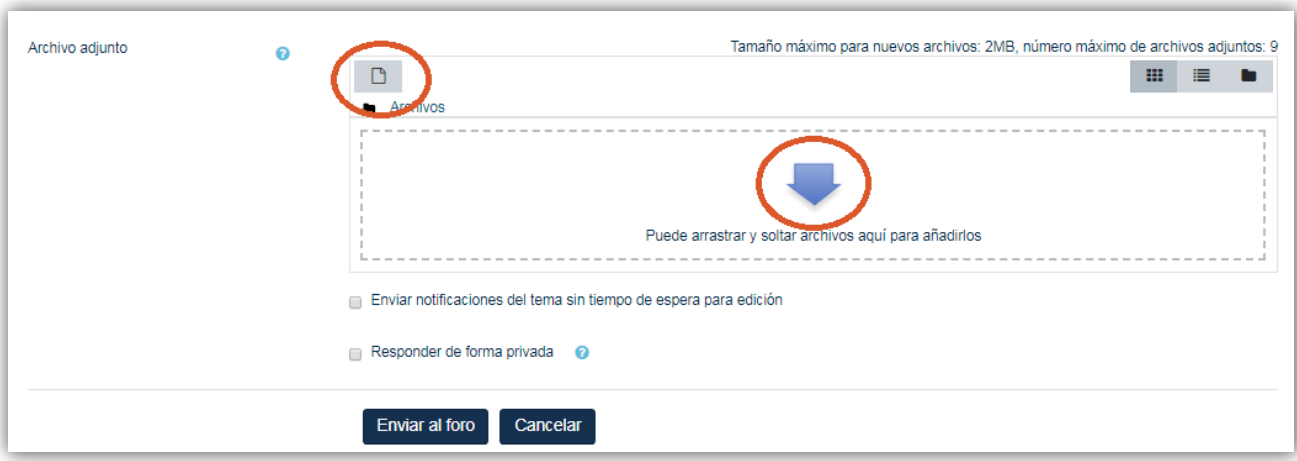 Archivo adjunto
Tamaño máximo para nuevos archivos: 2MB, número máximo de archivos adjuntos: 9
Archivos
Puede arrastrar y soltar archivos aquí para añadirlos
Enviar notificaciones del tema sin tiempo de espera para edición
Responder de forma privada
Enviar al foro Cancelar